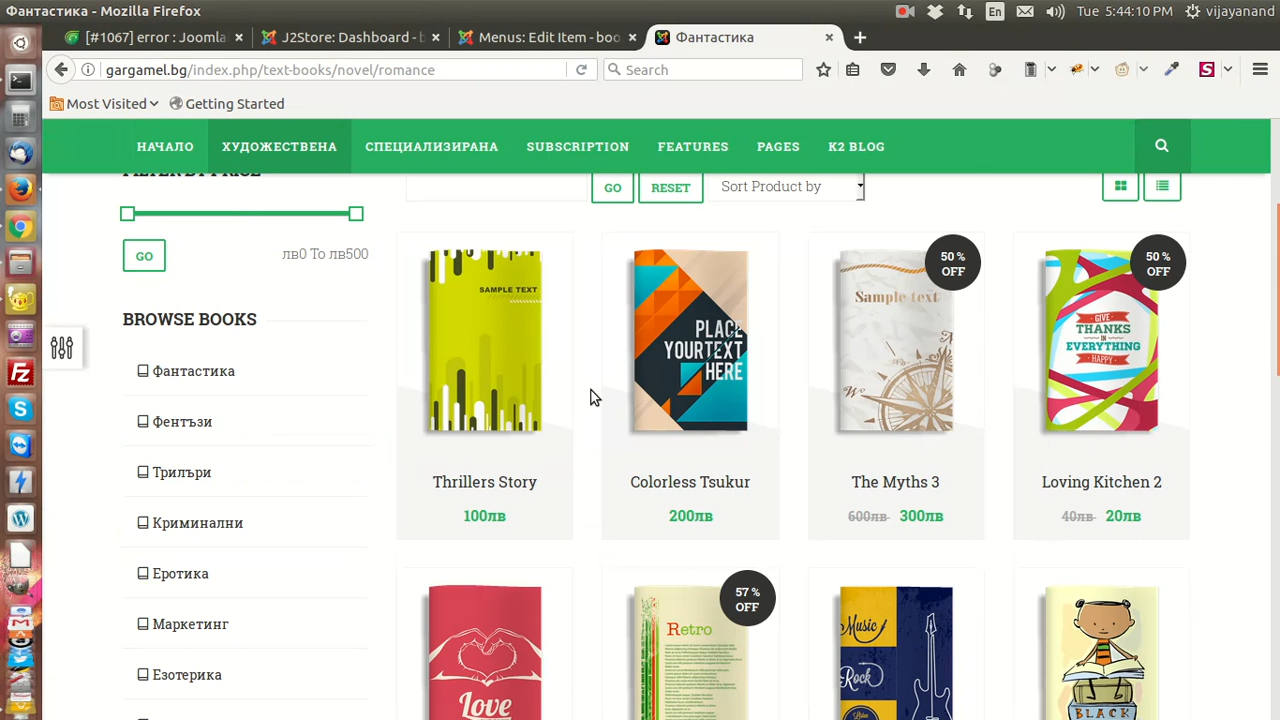 Фантастика - Mozilla Firefox
En
Tue 5:44:10 PM
vijayanand
[#1067] error : Joomla
J2Store: Dashboard - b
Menus: Edit Item - boo
Фантастика
gargamel.bg/index.php/text-books/novel/romance
Search
Most Visited
Getting Started
НАЧАЛО
ХУДОЖЕСТВЕНА
СПЕЦИАЛИЗИРАНА
SUBSCRIPTION
FEATURES
PAGES
K2 BLOG
FILTER BY PRICE
GO
RESET
Sort Product by
GO
лв0 To лв500
BROWSE BOOKS
Фантастика
Фентъзи
Трилъри
Криминални
Еротика
Маркетинг
Езотерика
SAMPLE TEXT
Thrillers Story
100лв
PLACE
YOURTEXT
HERE
Colorless Tsukur
200лв
50 %
OFF
Sample text
The Myths 3
600лв 300лв
50 %
OFF
GIVE
THANKS
IN
EVERYTHING
HAPPY
Loving Kitchen 2
40лв 20лв
Love
57 %
OFF
Retro
Music
Rock
BLACK